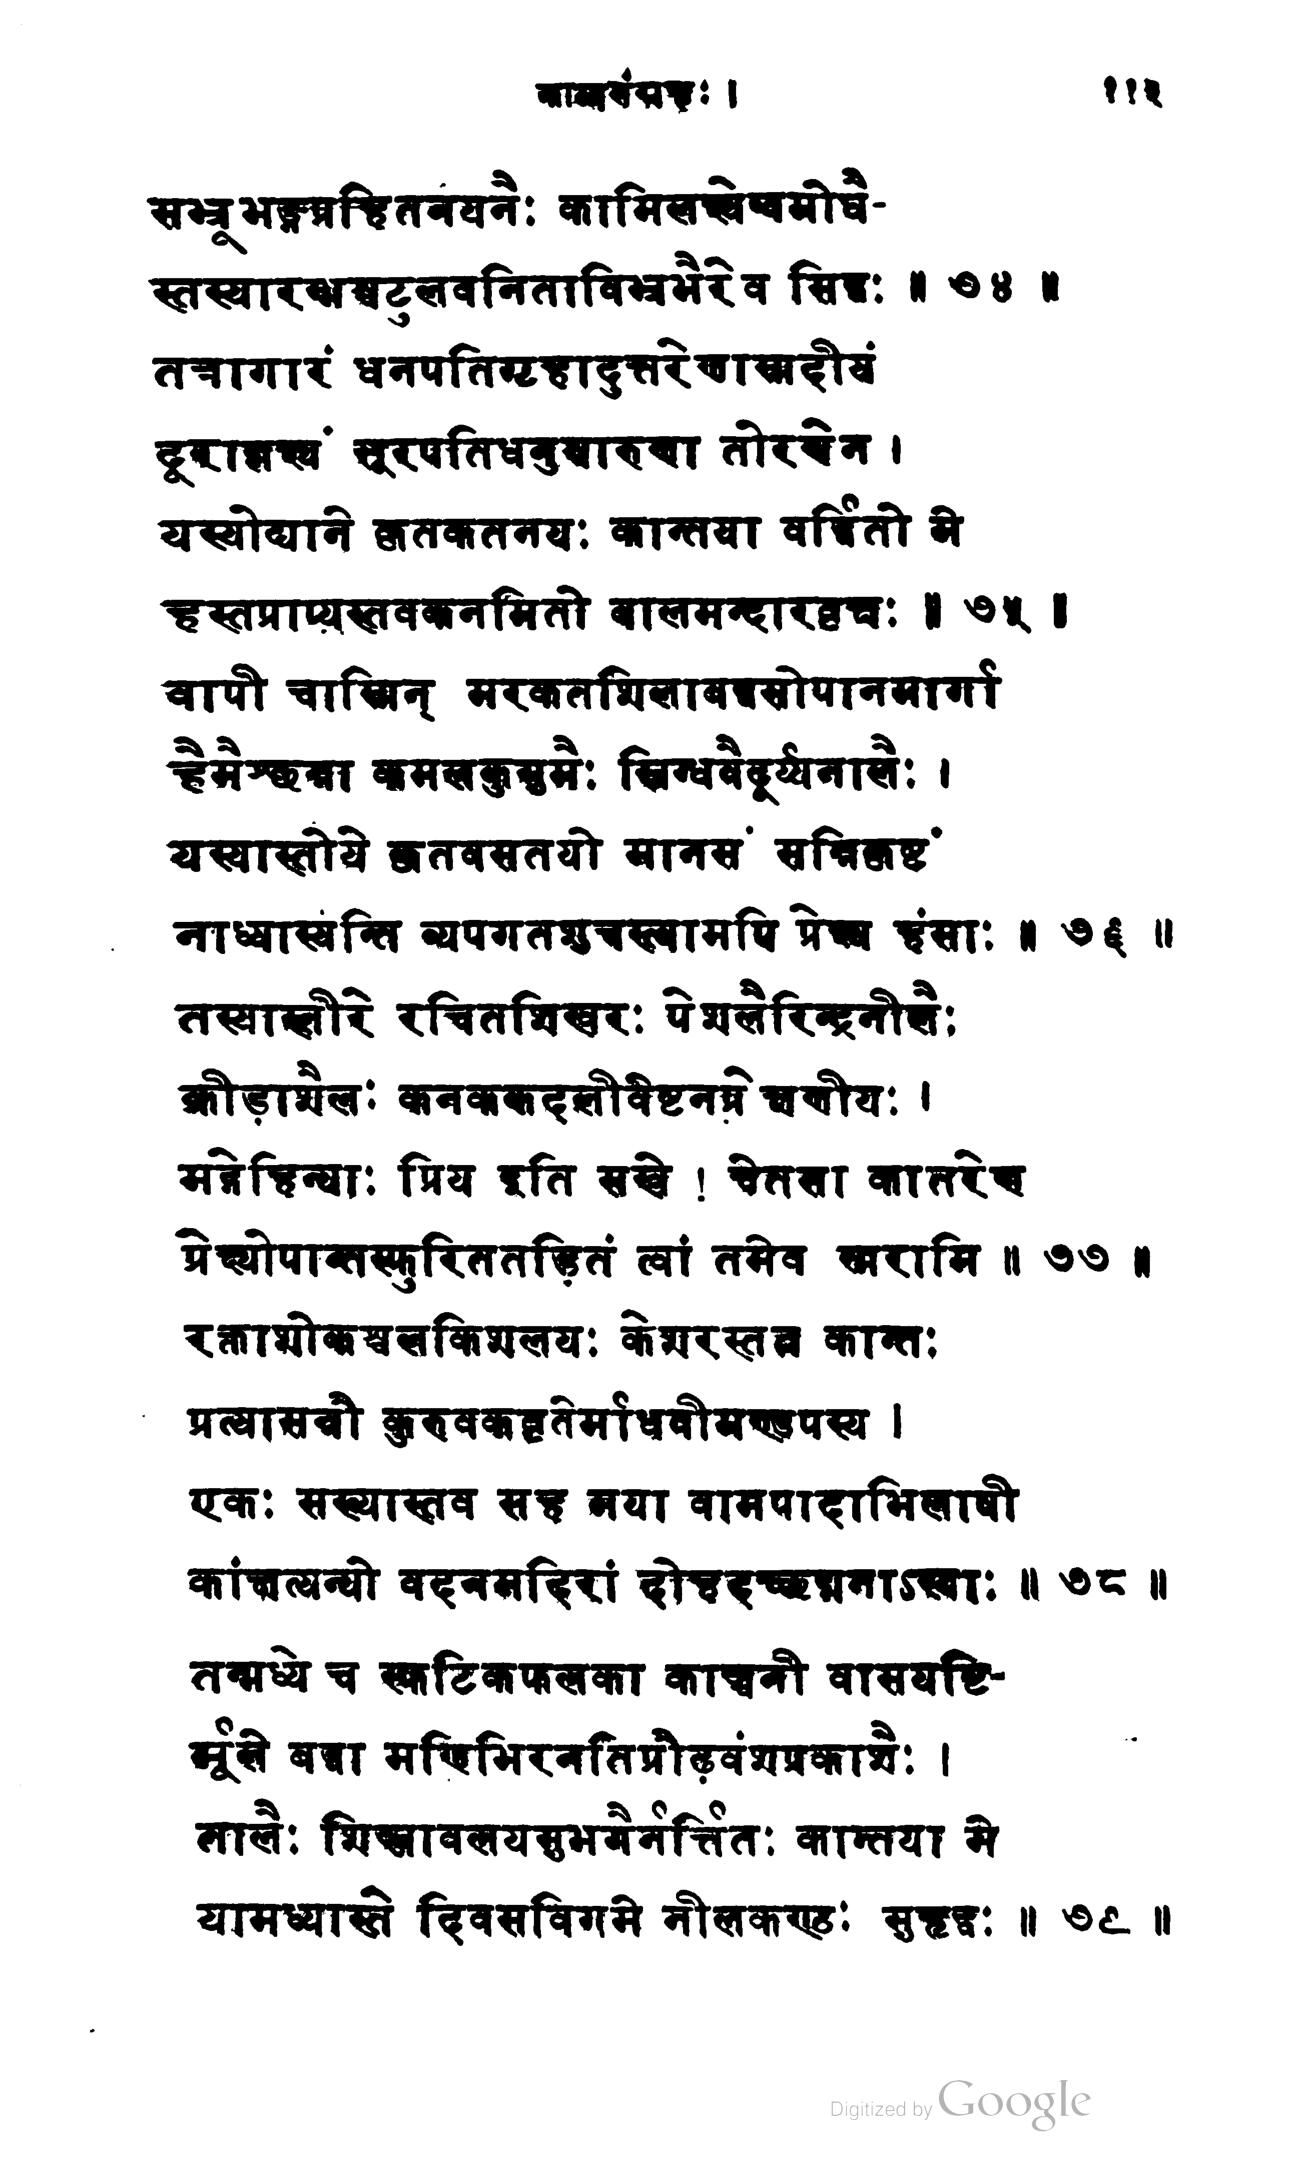 काव्यसंग्रहः । ११३
सभ्रूभङ्गप्रहितनयनैः कामिलक्ष्येष्वमोघै-
स्तस्यारम्भश्चटुलवनिताविभ्रमैरेव सिद्धः ॥ ७४ ॥
तत्रागारं धनपतिगृहादुत्तरेणास्मदीयं
दूराल्लक्ष्यं सूरपतिधनुश्चारुणा तोरणेन ।
यस्योद्याने कृतकतनयः कान्तया वर्द्धितो मे
हस्तप्राप्यस्तवकनमितो बालमन्दारवृक्षः ॥ ७५ ॥
वापी चास्मिन् मरकतशिलाबद्धसोपानमार्गा
हैमैश्छन्ना कमलकुसुमैः स्निग्धवैदूर्य्यनालैः ।
यस्यास्तोये कृतवसतयो मानसं सन्निकृष्टं
नाध्यास्यन्ति व्यपगतशुचस्त्वामपि प्रेक्ष्य हंसाः ॥ ७६ ॥
तस्यास्तीरे रचितशिखरः पेशलैरिन्द्रनीलैः
क्रीडाशैलः कनककदलीवेष्टनप्रेक्षणीयः ।
मद्गेहिन्याः प्रिय इति सखे ! चेतसा कातरेण
प्रेक्ष्योपान्तस्फुरिततड़ितं त्वां तमेव स्मरामि ॥ ७७ ॥
रक्ताशोकश्चलकिशलयः केशरस्तत्र कान्तः
प्रत्यासन्नौ कुरुवकवृतेर्माधवीमण्डपस्य ।
एकः सख्यास्तव सह मया वामपादाभिलाषी
कांक्षत्यन्यो वदनमदिरां दोहदच्छद्मनाऽस्याः ॥ ७८ ॥
तन्मध्ये च स्फटिकफलका काञ्चनी वासयष्टि-
र्मूले बद्धा मणिभिरनतिप्रौढ़वंशप्रकाशैः ।
तालैः शिञ्जावलयसुभगैर्नर्त्तितः कान्तया मे
यामध्यास्ते दिवसविगमे नीलकण्ठः सुहृद्वः ॥ ७९ ॥
Digitized by Google